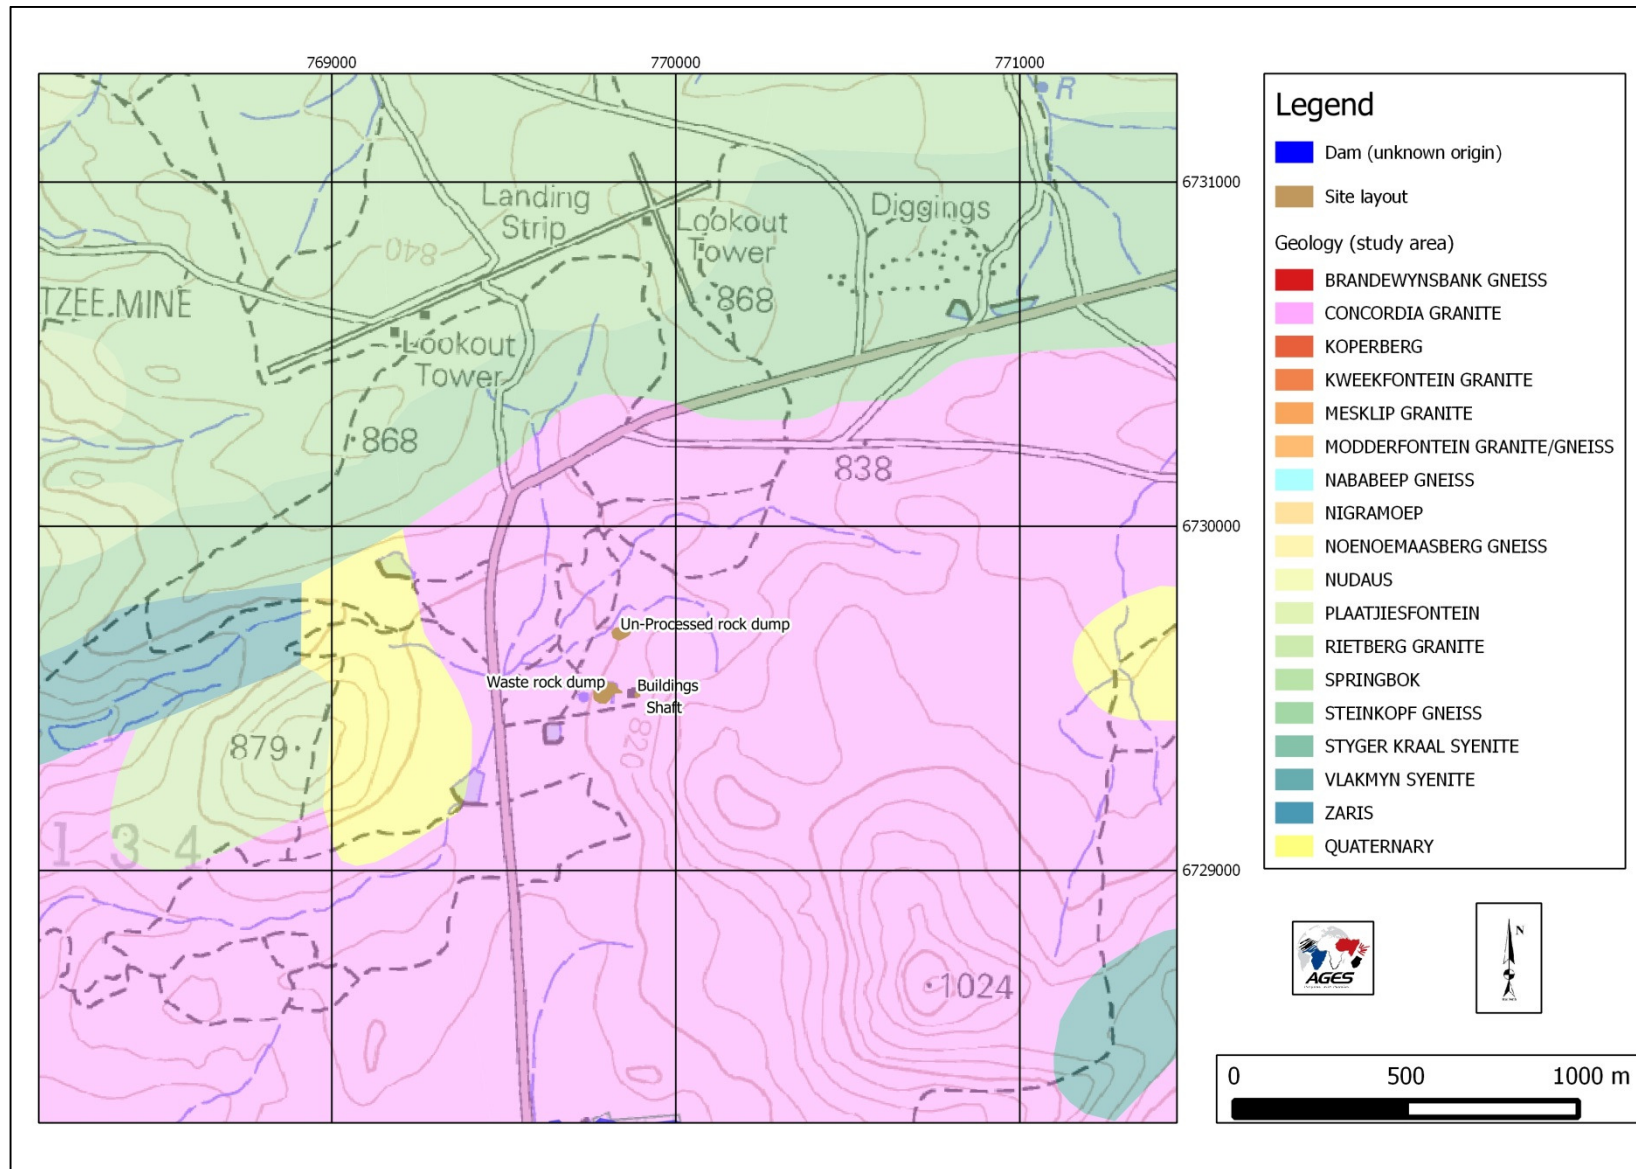 769000
770000
771000
R
6731000
Landing
Strip
Lookout
Tower
Diggings
840
TZEE.MINE
868
Lookout
Tower
868
838
6730000
Un-Processed rock dump
Waste rock dump
Buildings
Shaft
820
879
1 3-4
6729000
1024
Legend
Dam (unknown origin)
Site layout
Geology (study area)
BRANDEWYNSBANK GNEISS
CONCORDIA GRANITE
KOPERBERG
KWEEKFONTEIN GRANITE
MESKLIP GRANITE
MODDERFONTEIN GRANITE/GNEISS
NABABEEP GNEISS
NIGRAMOEP
NOENOEMAASBERG GNEISS
NUDAUS
PLAATJIESFONTEIN
RIETBERG GRANITE
SPRINGBOK
STEINKOPF GNEISS
STYGER KRAAL SYENITE
VLAKMYN SYENITE
ZARIS
QUATERNARY
AGES
N
0 500 1000 m